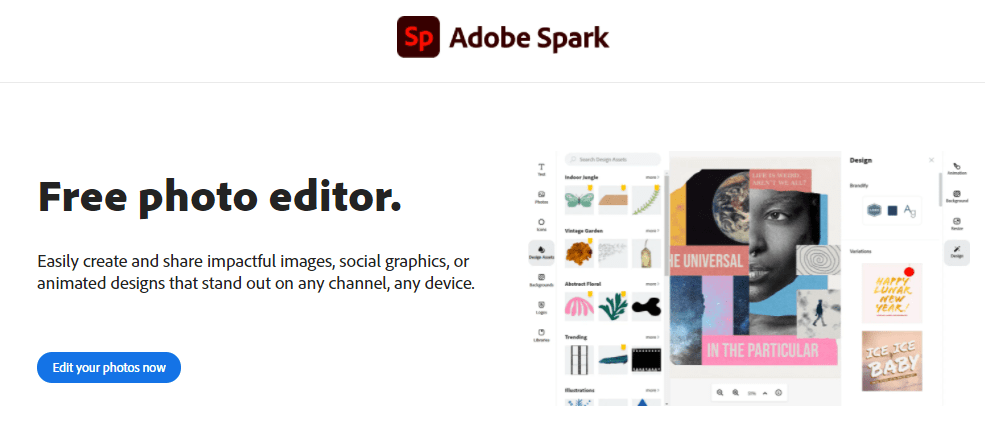 Sp Adobe Spark
Free photo editor.
Easily create and share impactful images, social graphics, or
animated designs that stand out on any channel, any device.
Edit your photos now
Text
Photos
Icons
Design Assets
Backgrounds
Logos
Libraries
Search Design Assets
Indoor Jungle more ›
Vintage Garden more ›
Abstract Floral more ›
Trending more ›
Illustrations more ›
LIFE IS WEIRD
AREN'T WE ALL?
HE UNIVERSAL
IN THE PARTICULAR
Design
Brandify
Ag
Variations
HAPPY
LUNAR
NEW
YEAR!
ICE ICE
BABY
Animation
Background
Resize
Design